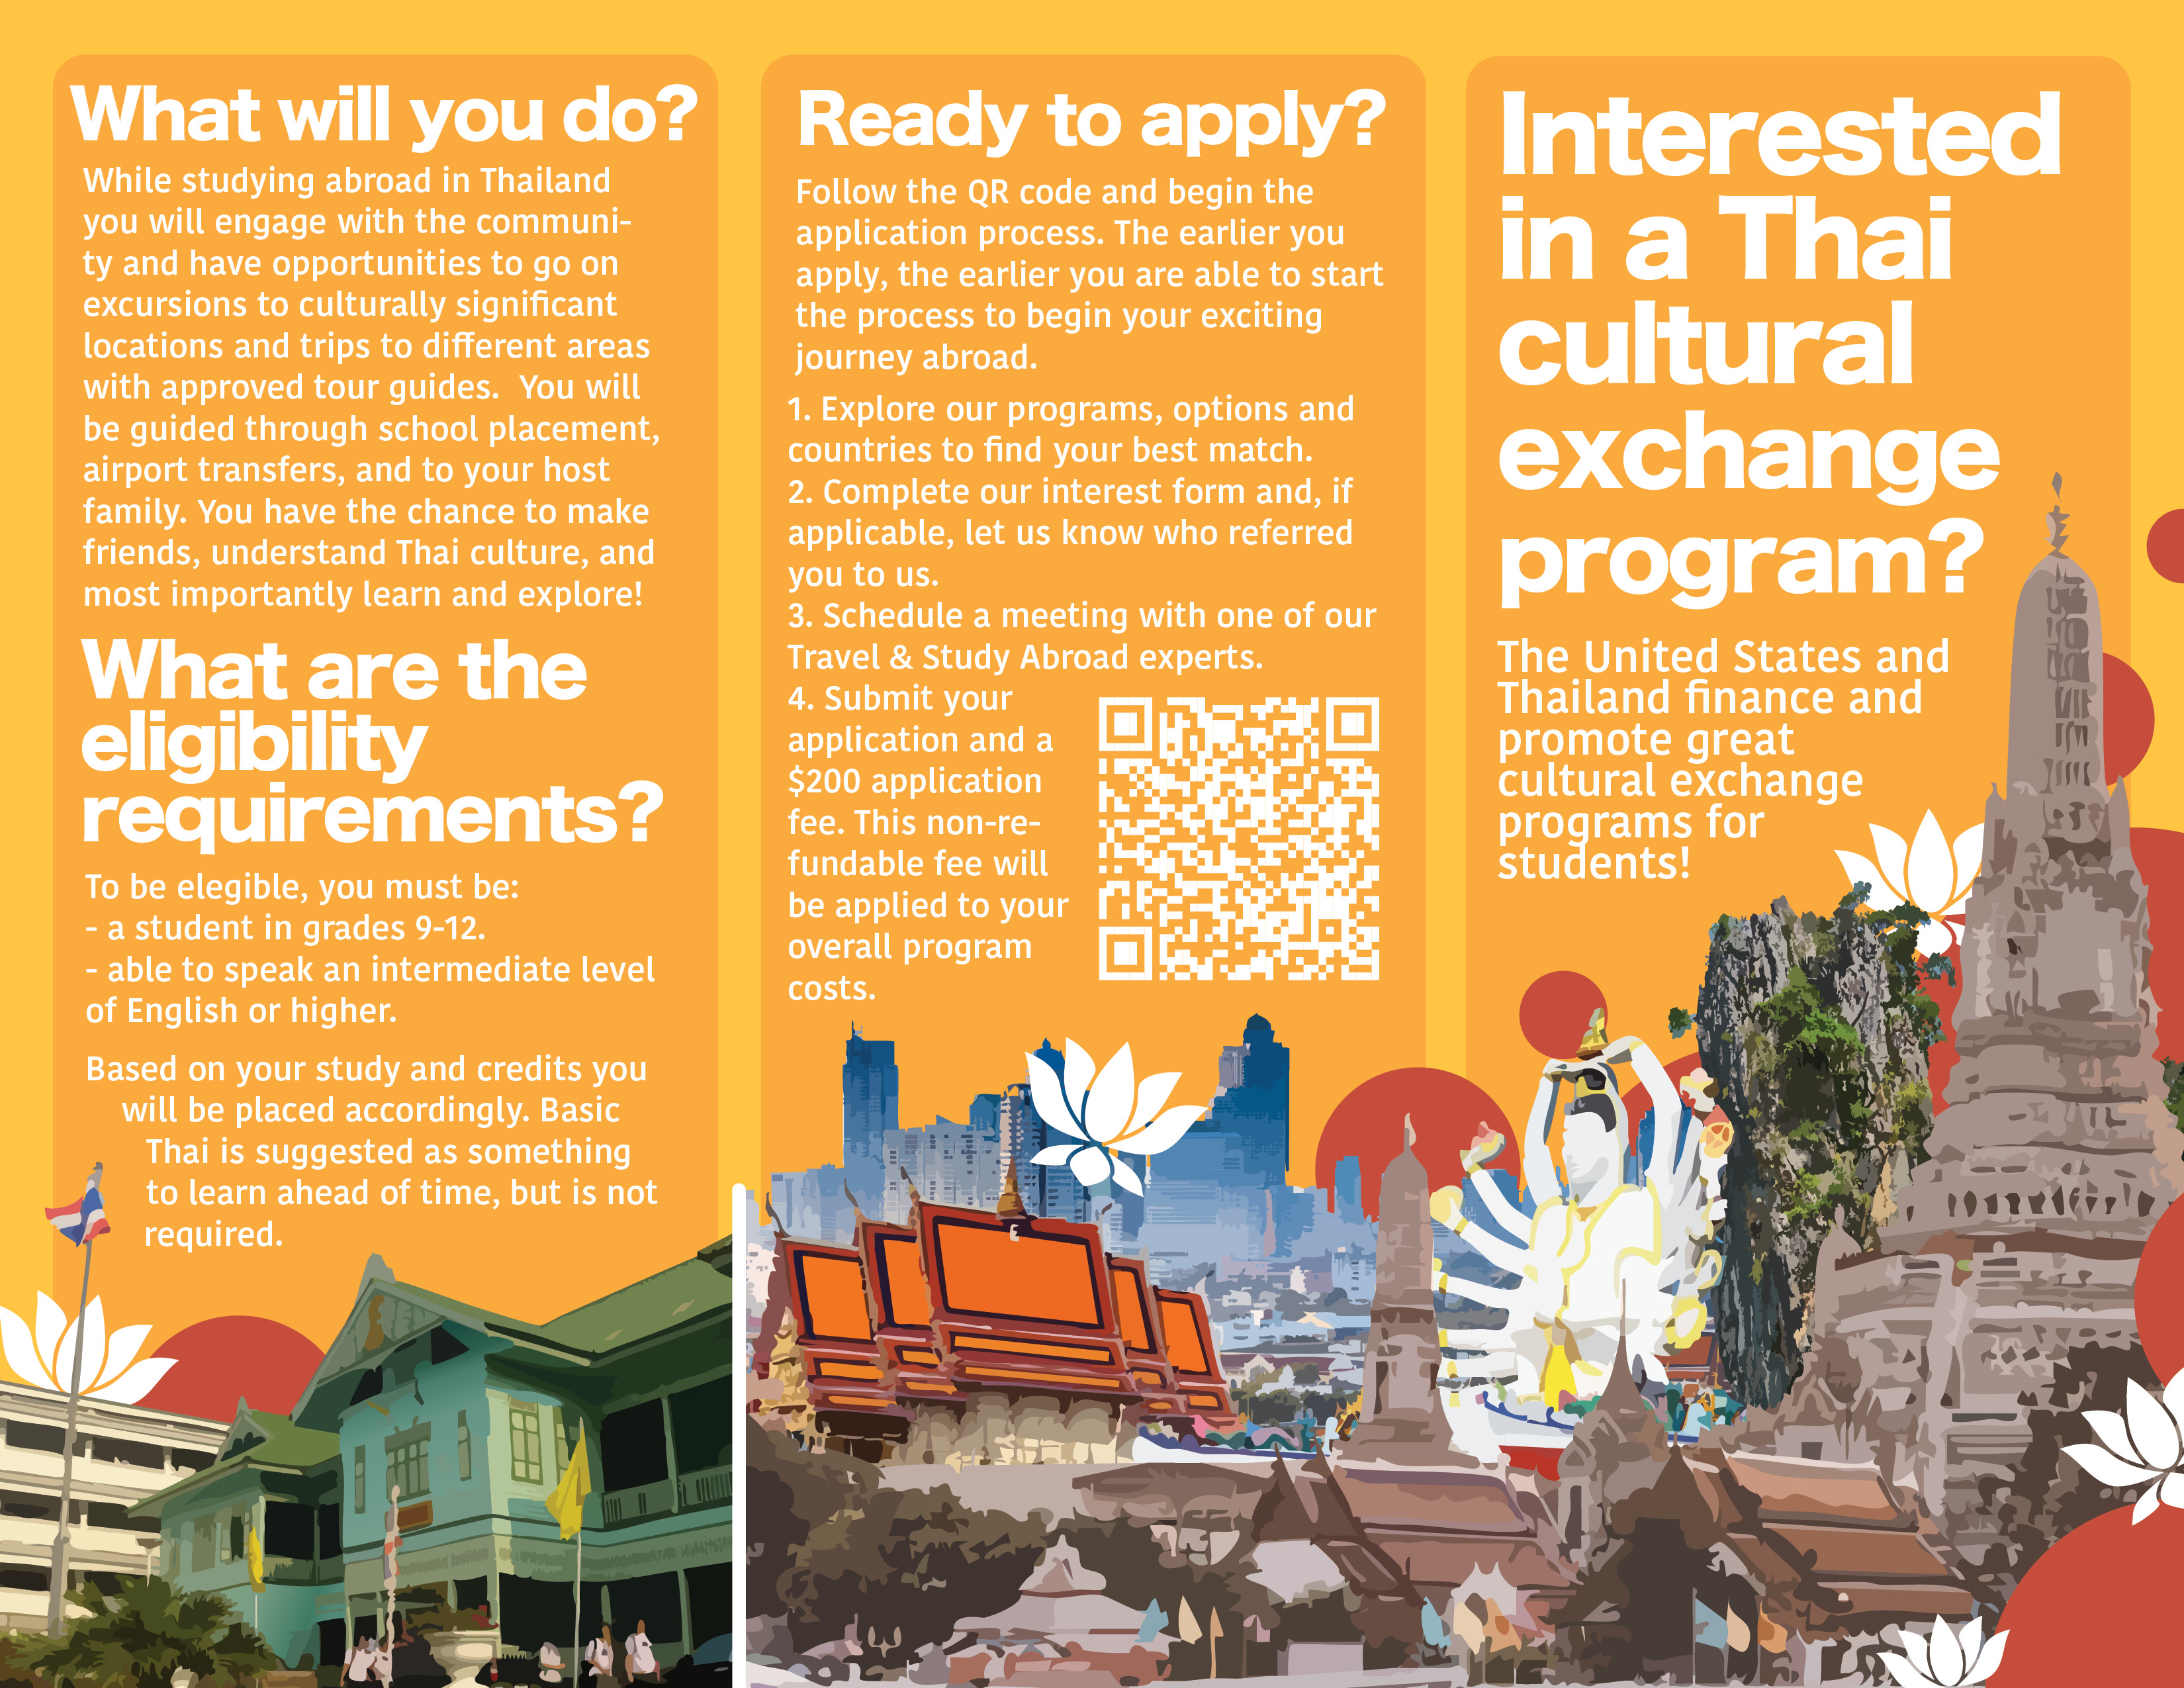 What will you do?
While studying abroad in Thailand
you will engage with the communi-
ty and have opportunities to go on
excursions to culturally significant
locations and trips to different areas
with approved tour guides.  You will
be guided through school placement,
airport transfers, and to your host
family. You have the chance to make
friends, understand Thai culture, and
most importantly learn and explore!
What are the
eligibility
requirements?
To be elegible, you must be:
- a student in grades 9-12.
- able to speak an intermediate level
of English or higher.
Based on your study and credits you
will be placed accordingly. Basic
Thai is suggested as something
to learn ahead of time, but is not
required.
Ready to apply?
Follow the QR code and begin the
application process. The earlier you
apply, the earlier you are able to start
the process to begin your exciting
journey abroad.
1. Explore our programs, options and
countries to find your best match.
2. Complete our interest form and, if
applicable, let us know who referred
you to us.
3. Schedule a meeting with one of our
Travel & Study Abroad experts.
4. Submit your
application and a
$200 application
fee. This non-re-
fundable fee will
be applied to your
overall program
costs.
Interested
in a Thai
cultural
exchange
program?
The United States and
Thailand finance and
promote great
cultural exchange
programs for
students!